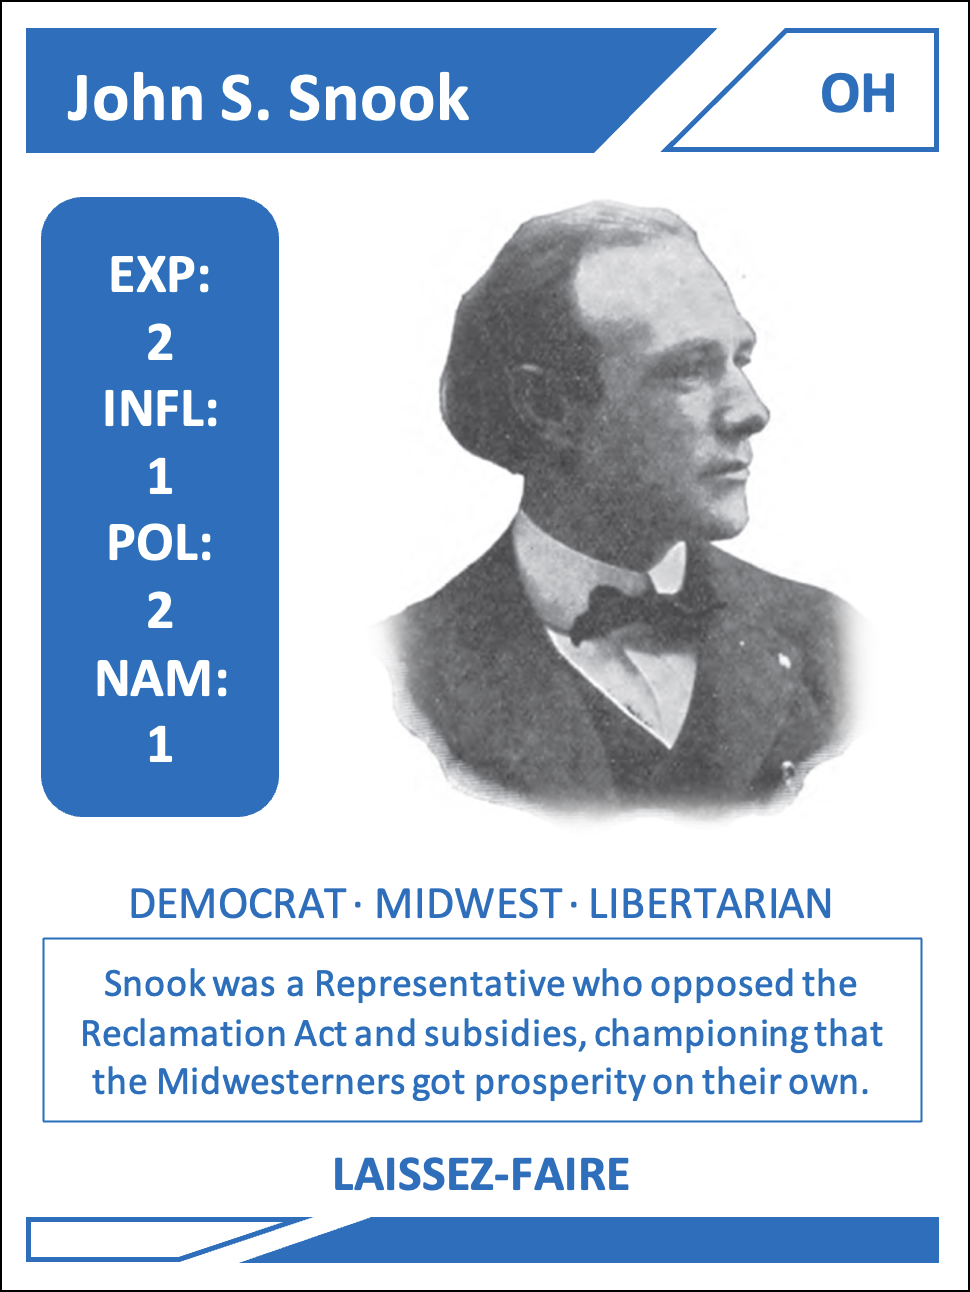 John S. Snook
OH
EXP:
2
INFL:
1
POL:
2
NAM:
1
DEMOCRAT · MIDWEST · LIBERTARIAN
Snook was a Representative who opposed the
Reclamation Act and subsidies, championing that
the Midwesterners got prosperity on their own.
LAISSEZ-FAIRE